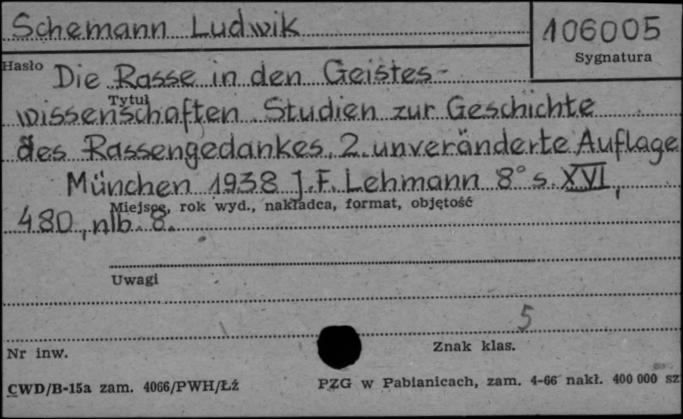 Schemann Ludwik
106005
Sygnatura
Hasło
Die Rasse in den Geistes-
Tytuł
wissenschaften. Studien zur Geschichte
des Rassengedankes. 2. unveränderte Auflage
München 1938 J. F. Lehmann 8° s. XVI,
Miejsce, rok wyd., nakładca, format, objętość
480, nlb. 8.
Uwagi
5
Nr inw.
Znak klas.
CWD/B-15a zam. 4066/PWH/Łż
PZG w Pabianicach, zam. 4-66 nakł. 400 000 sz